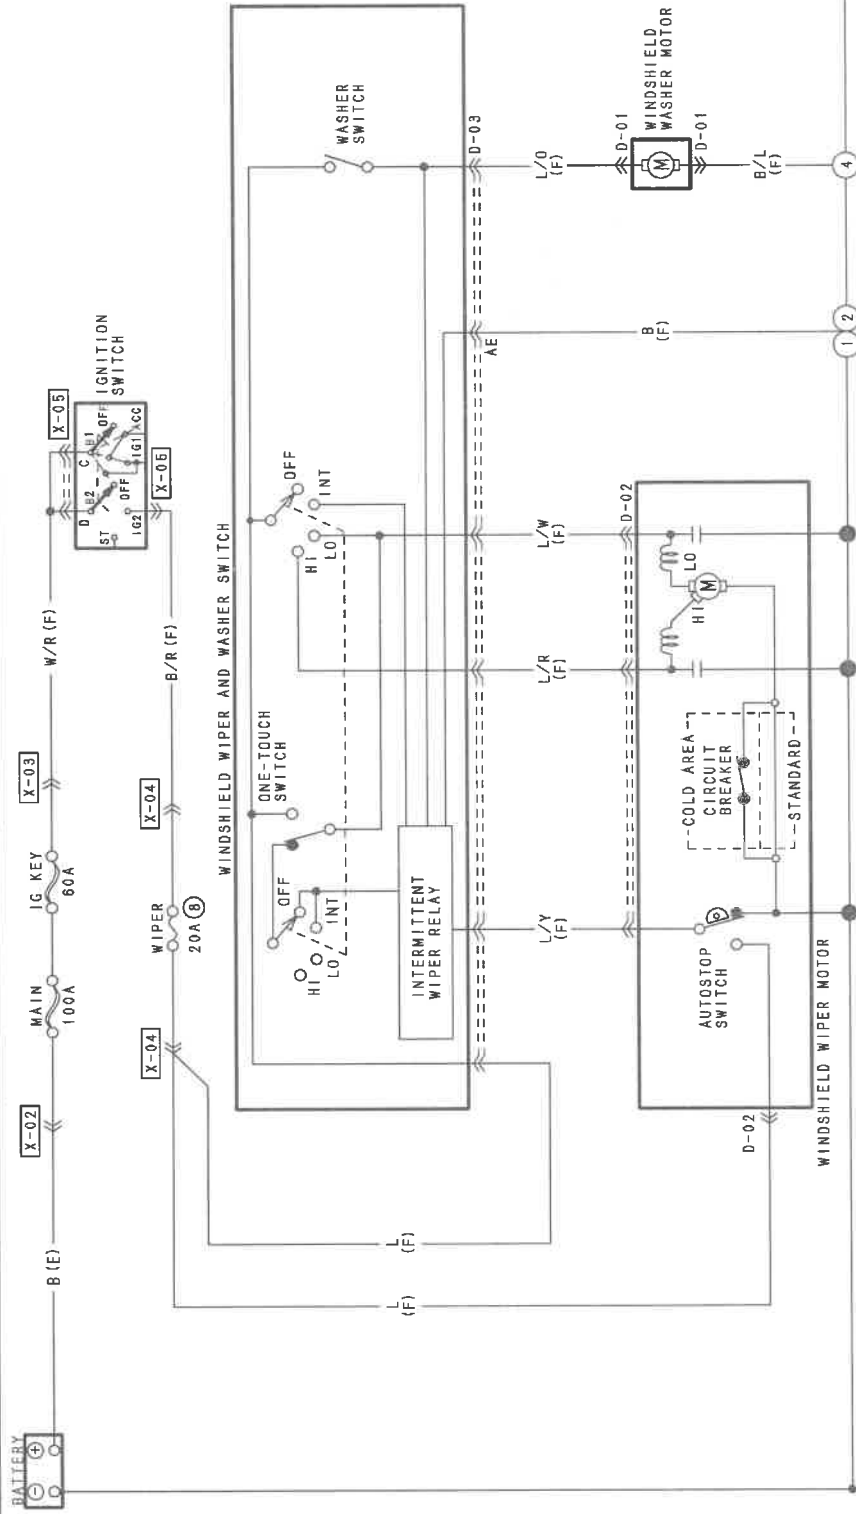 BATTERY
B (E)
X-02
MAIN
100A
IG KEY
60A
X-03
W/R (F)
X-05
IGNITION
SWITCH
D
B2
OFF
C
B1
OFF
ST
IG2
IG1
ACC
X-06
B/R (F)
X-04
WIPER
20A 8
X-04
WINDSHIELD WIPER AND WASHER SWITCH
ONE-TOUCH
SWITCH
OFF
INT
LO
HI
OFF
INT
LO
HI
INTERMITTENT
WIPER RELAY
WASHER
SWITCH
D-03
AE
L
(F)
L
(F)
L/Y
(F)
L/R
(F)
L/W
(F)
B
(F)
L/O
(F)
D-01
WINDSHIELD
WASHER MOTOR
M
D-01
B/L
(F)
D-02
LO
HI
M
COLD AREA
CIRCUIT
BREAKER
STANDARD
AUTOSTOP
SWITCH
D-02
WINDSHIELD WIPER MOTOR
1
2
4